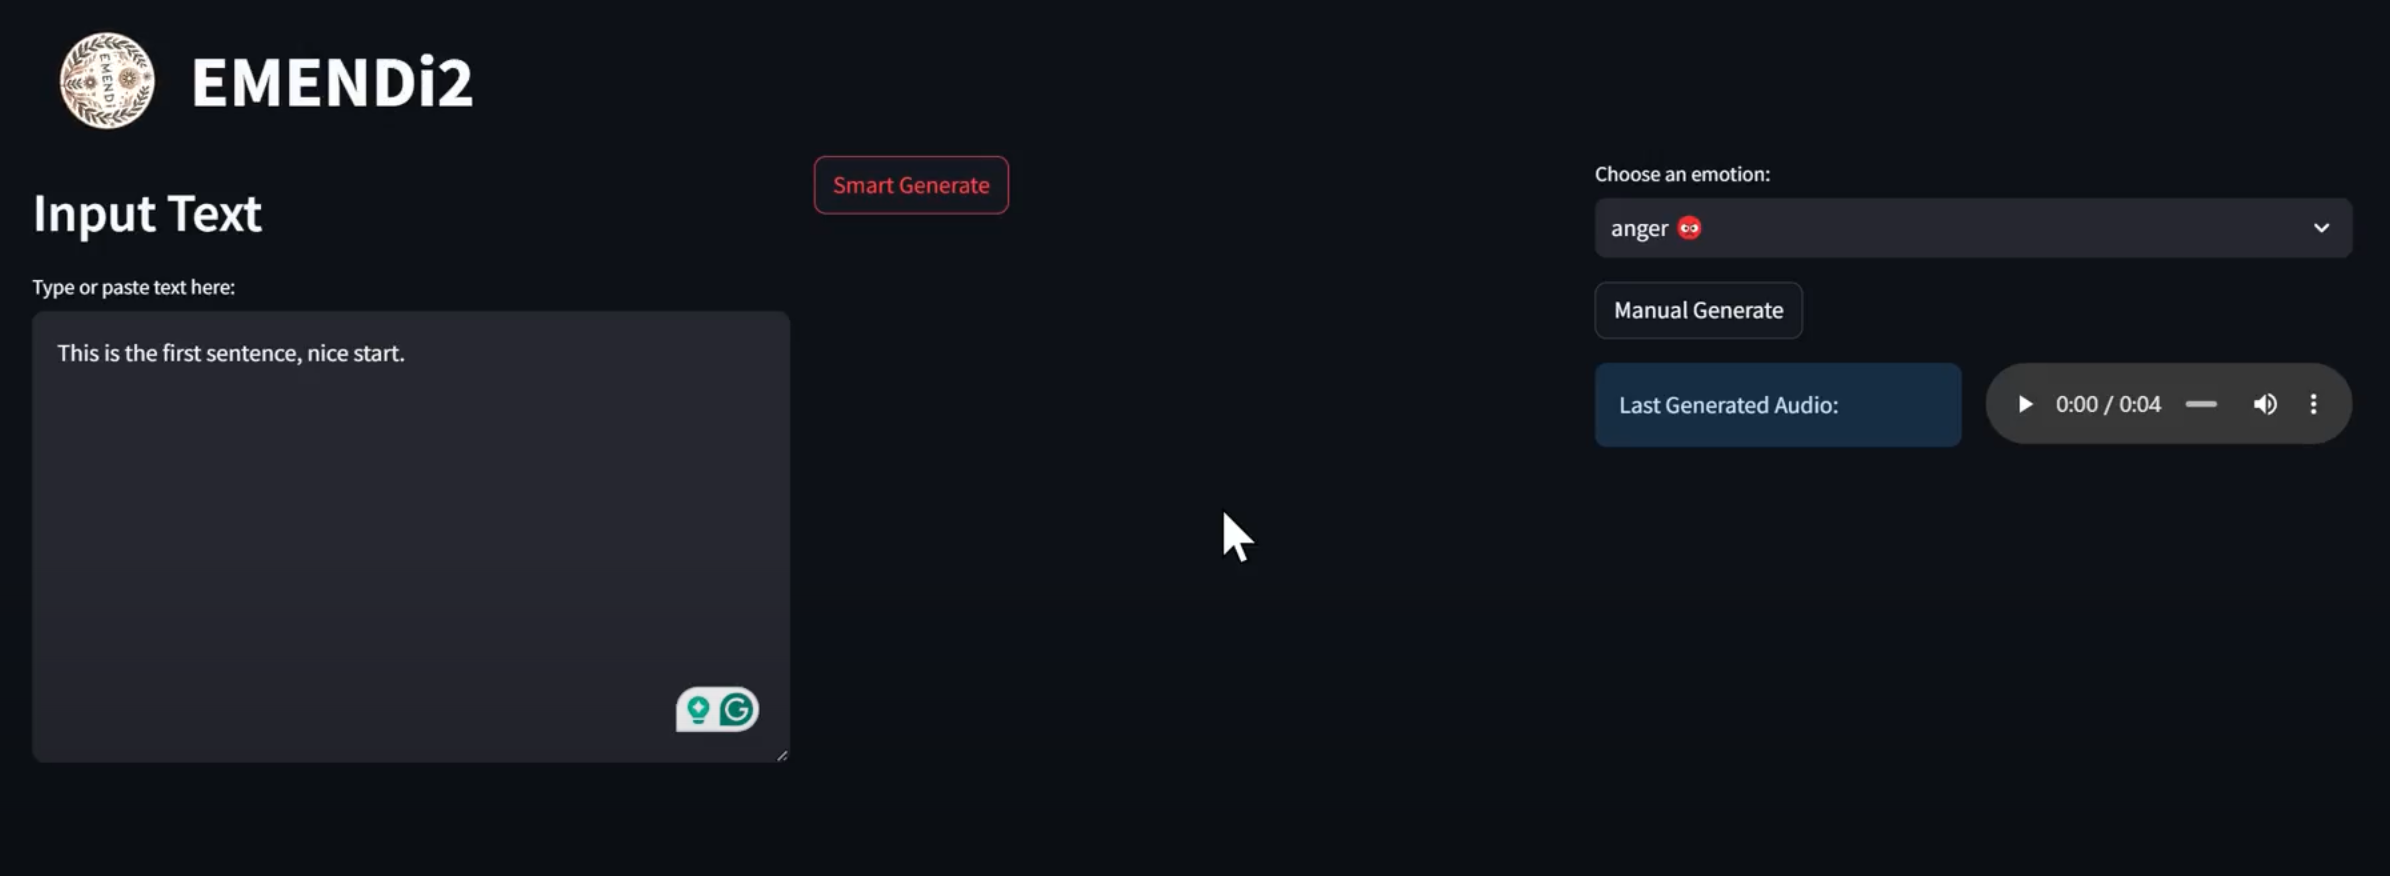 EMENDi
EMENDi2
Smart Generate
Choose an emotion:
Input Text
anger
Type or paste text here:
Manual Generate
This is the first sentence, nice start.
Last Generated Audio:
0:00 / 0:04